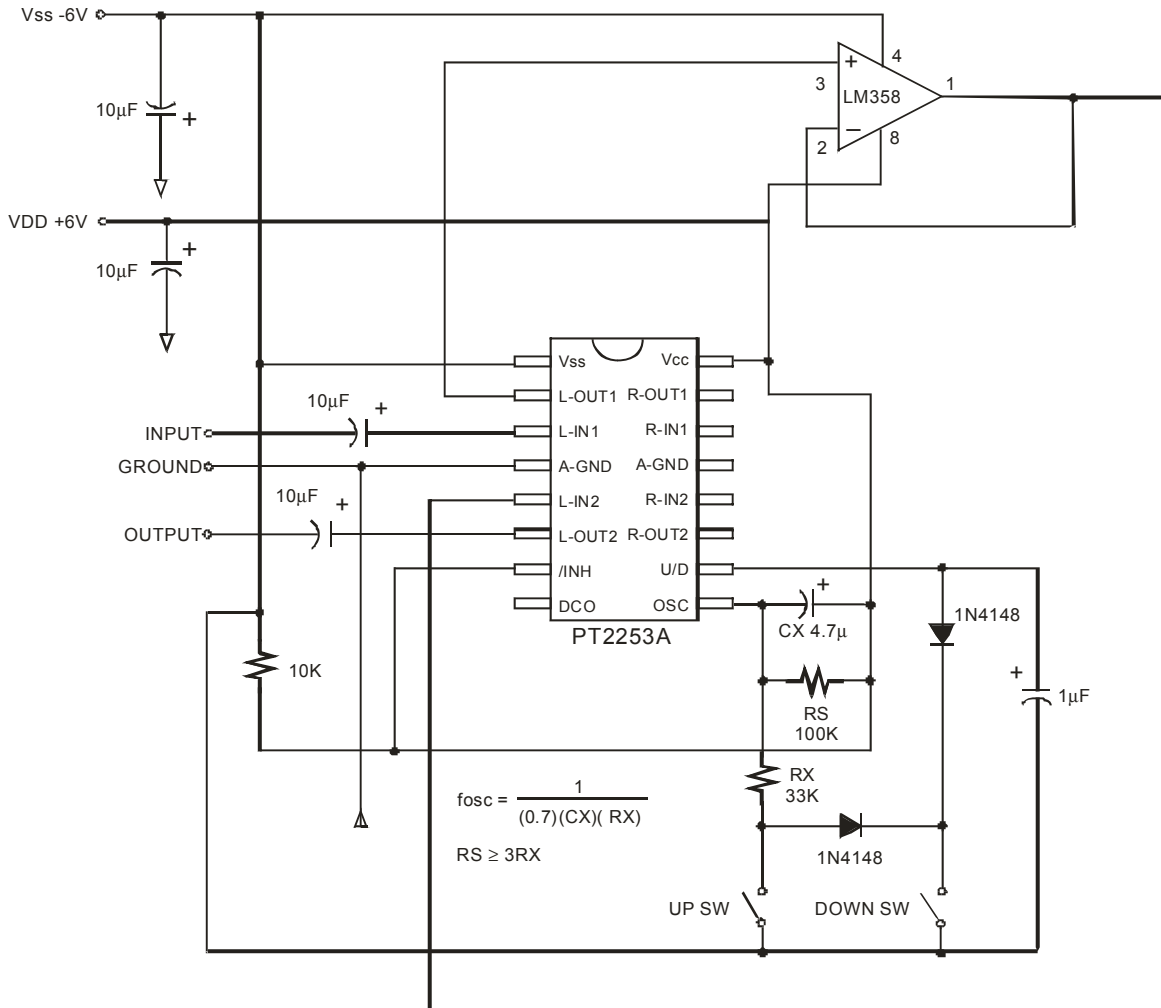 Vss -6V
4
+
3
LM358
1
10μF
+
−
2
8
VDD +6V
+
10μF
Vss
Vcc
L-OUT1
R-OUT1
10μF
+
INPUT
L-IN1
R-IN1
GROUND
A-GND
A-GND
10μF
+
L-IN2
R-IN2
OUTPUT
L-OUT2
R-OUT2
/INH
U/D
+
DCO
OSC
1N4148
CX 4.7μ
PT2253A
10K
+
1μF
RS
100K
RX
33K
fosc = 1 / (0.7)(CX)( RX)
RS ≥ 3RX
1N4148
UP SW
DOWN SW